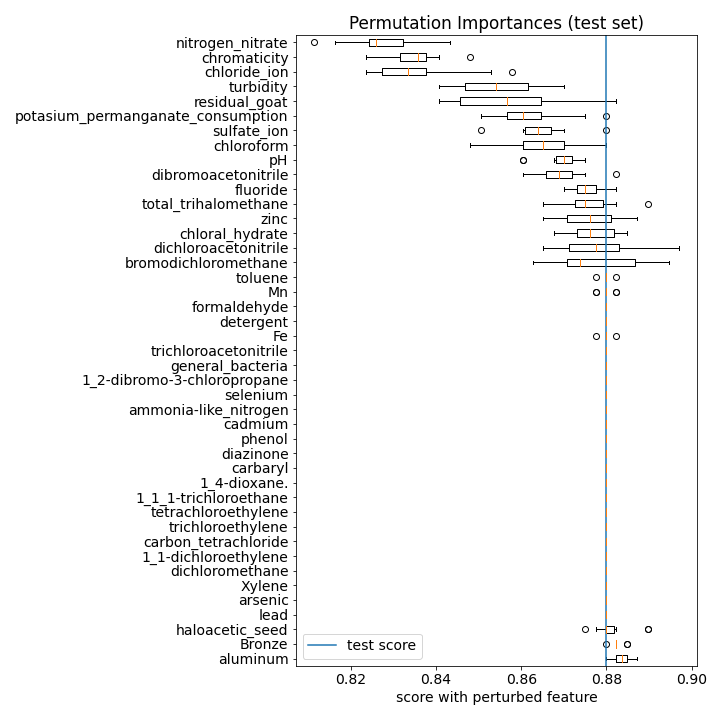 Permutation Importances (test set)
nitrogen_nitrate
chromaticity
chloride_ion
turbidity
residual_goat
potasium_permanganate_consumption
sulfate_ion
chloroform
pH
dibromoacetonitrile
fluoride
total_trihalomethane
zinc
chloral_hydrate
dichloroacetonitrile
bromodichloromethane
toluene
Mn
formaldehyde
detergent
Fe
trichloroacetonitrile
general_bacteria
1_2-dibromo-3-chloropropane
selenium
ammonia-like_nitrogen
cadmium
phenol
diazinone
carbaryl
1_4-dioxane.
1_1_1-trichloroethane
tetrachloroethylene
trichloroethylene
carbon_tetrachloride
1_1-dichloroethylene
dichloromethane
Xylene
arsenic
lead
haloacetic_seed
Bronze
aluminum
test score
0.82 0.84 0.86 0.88 0.90
score with perturbed feature